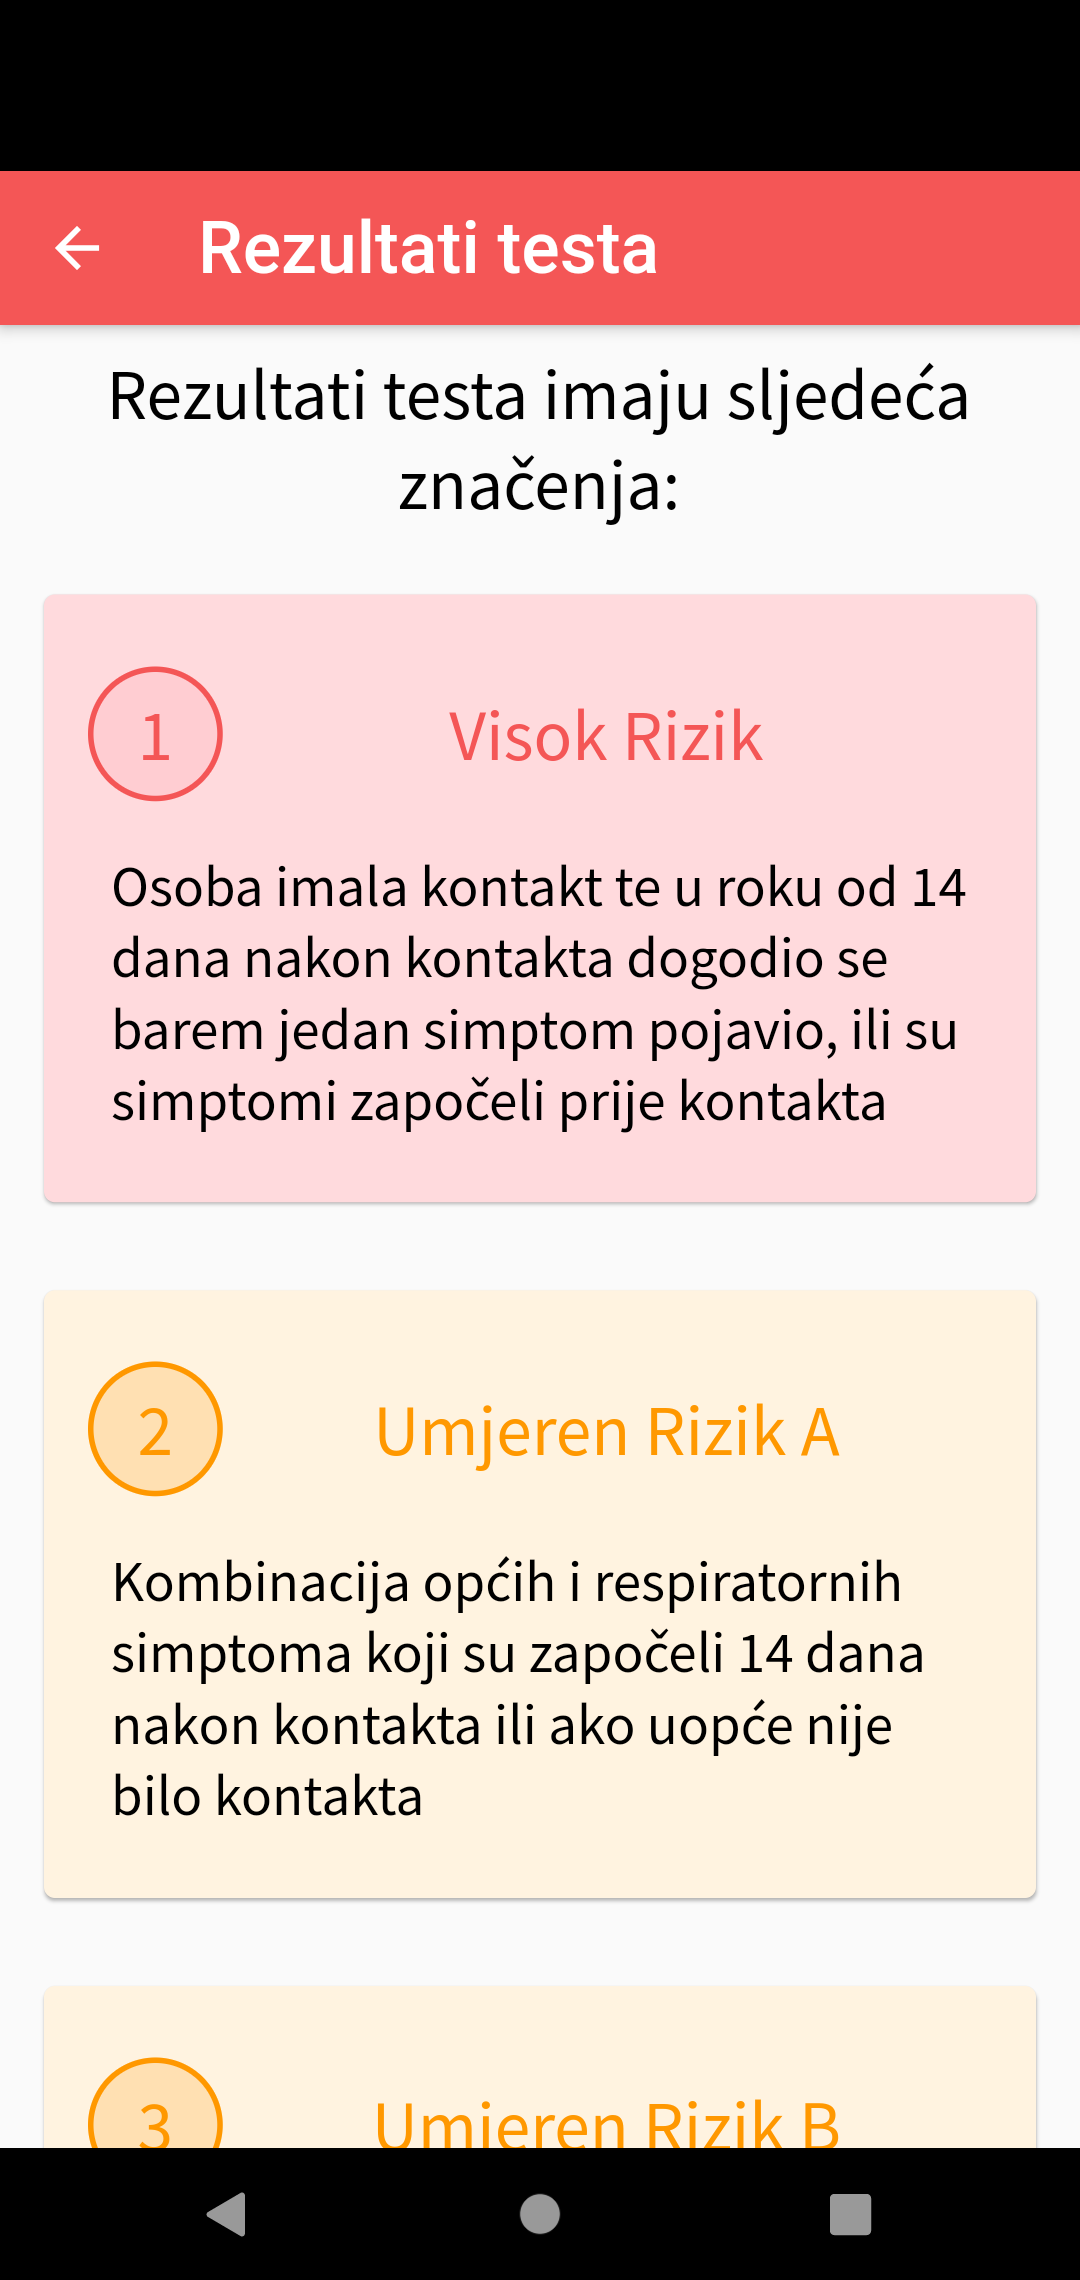 Rezultati testa
Rezultati testa imaju sljedeća
značenja:
1
Visok Rizik
Osoba imala kontakt te u roku od 14
dana nakon kontakta dogodio se
barem jedan simptom pojavio, ili su
simptomi započeli prije kontakta
2
Umjeren Rizik A
Kombinacija općih i respiratornih
simptoma koji su započeli 14 dana
nakon kontakta ili ako uopće nije
bilo kontakta
3
Umjeren Rizik B